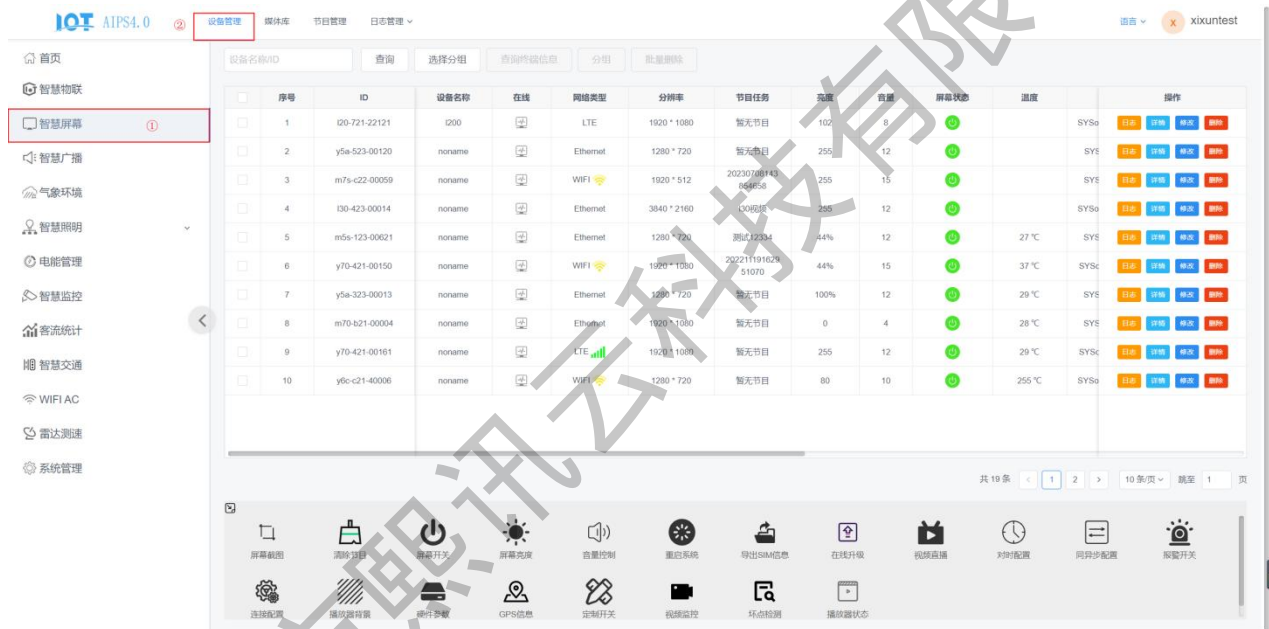 IOT AIPS4.0 ② 设备管理 媒体库 节目管理 日志管理 语言 x xixuntest
首页
智慧物联
智慧屏幕 ①
智慧广播
气象环境
智慧照明
电能管理
智慧监控
客流统计
智慧交通
WIFI AC
雷达测速
系统管理
设备名称/ID 查询 选择分组 查询终端信息 分组 批量删除
序号 ID 设备名称 在线 网络类型 分辨率 节目任务 亮度 音量 屏幕状态 温度 操作
1 I20-721-22121 I200 LTE 1920 * 1080 暂无节目 102 8 SYSo 日志 详情 修改 删除
2 y5a-523-00120 noname Ethernet 1280 * 720 暂无节目 255 12 SYS 日志 详情 修改 删除
3 m7s-c22-00059 noname WIFI 1920 * 512 20230708143 255 15 SYS 日志 详情 修改 删除
4 I30-423-00014 noname Ethernet 3840 * 2160 I30视频 255 12 SYSo 日志 详情 修改 删除
5 m5s-123-00621 noname Ethernet 1280 * 720 测试12334 44% 12 27 ℃ SYS 日志 详情 修改 删除
6 y70-421-00150 noname WIFI 1920 * 1080 202211191629 44% 15 37 ℃ SYSc 日志 详情 修改 删除
51070
7 y5a-323-00013 noname Ethernet 1280 * 720 暂无节目 100% 12 29 ℃ SYS 日志 详情 修改 删除
8 m70-b21-00004 noname Ethernet 1920 * 1080 暂无节目 0 4 28 ℃ SYS 日志 详情 修改 删除
9 y70-421-00161 noname LTE 1920 * 1080 暂无节目 255 12 29 ℃ SYSc 日志 详情 修改 删除
10 y6c-c21-40006 noname WIFI 1280 * 720 暂无节目 80 10 255 ℃ SYSo 日志 详情 修改 删除
共 19 条 < 1 2 > 10 条/页 跳至 1 页
屏幕截图 清除节目 屏幕开关 屏幕亮度 音量控制 重启系统 导出SIM信息 在线升级 视频直播 对时配置 同异步配置 报警开关
连接配置 播放器背景 硬件参数 GPS信息 定制开关 视频监控 坏点检测 播放器状态
熙讯云科技有限